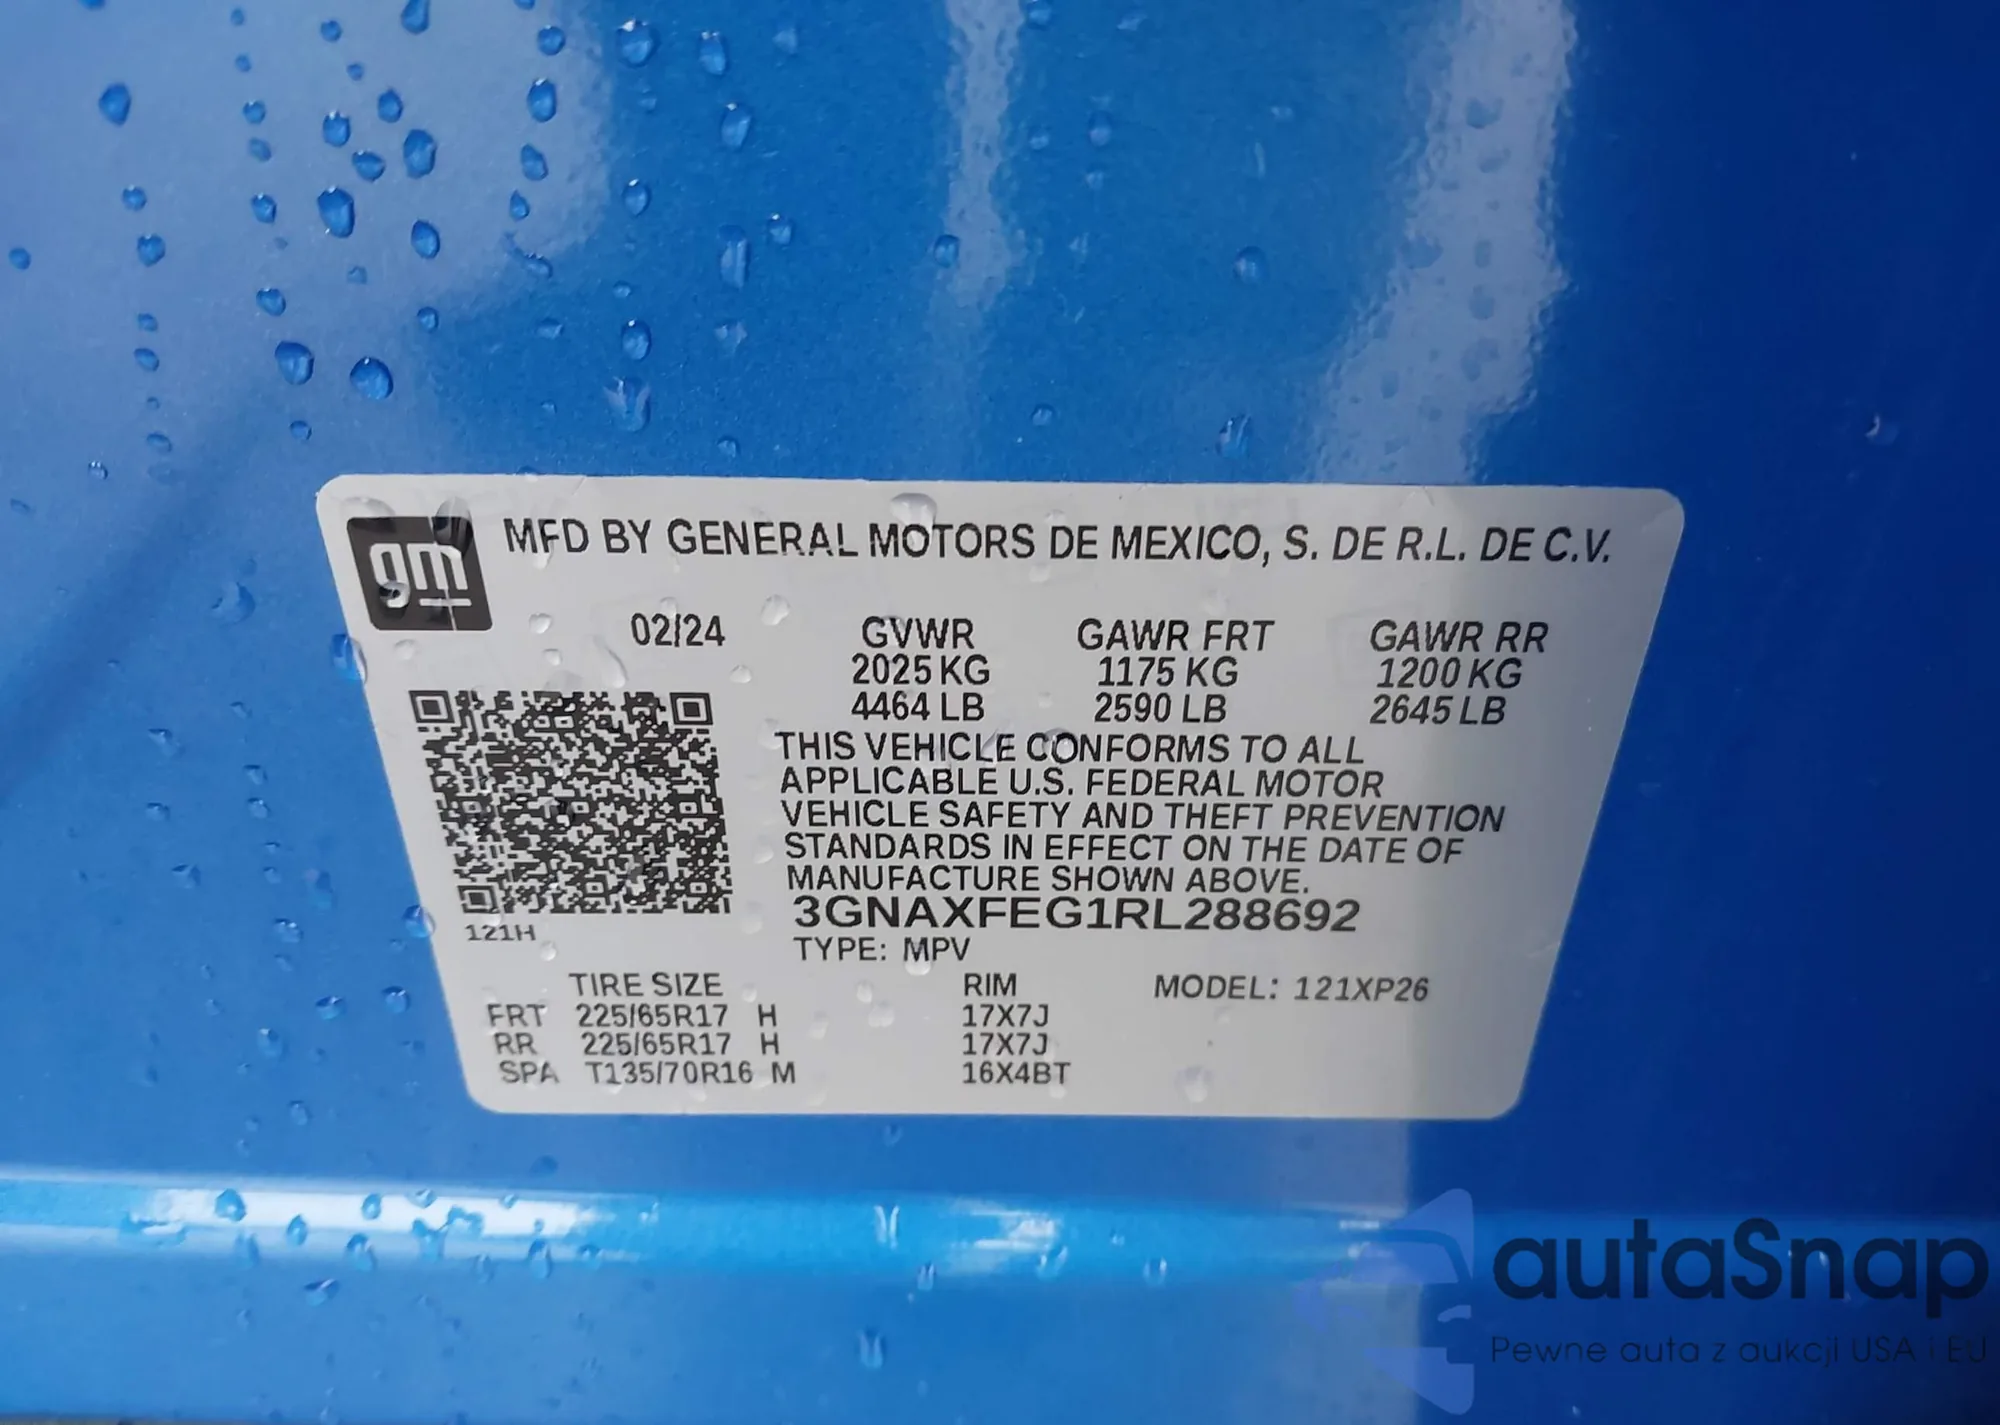 gm
MFD BY GENERAL MOTORS DE MEXICO, S. DE R.L. DE C.V.
02/24 GVWR GAWR FRT GAWR RR
2025 KG 1175 KG 1200 KG
4464 LB 2590 LB 2645 LB
THIS VEHICLE CONFORMS TO ALL
APPLICABLE U.S. FEDERAL MOTOR
VEHICLE SAFETY AND THEFT PREVENTION
STANDARDS IN EFFECT ON THE DATE OF
MANUFACTURE SHOWN ABOVE.
3GNAXFEG1RL288692
121H
TYPE: MPV
TIRE SIZE RIM MODEL: 121XP26
FRT 225/65R17 H 17X7J
RR 225/65R17 H 17X7J
SPA T135/70R16 M 16X4BT
autaSnap
Pewne auta z aukcji USA i EU